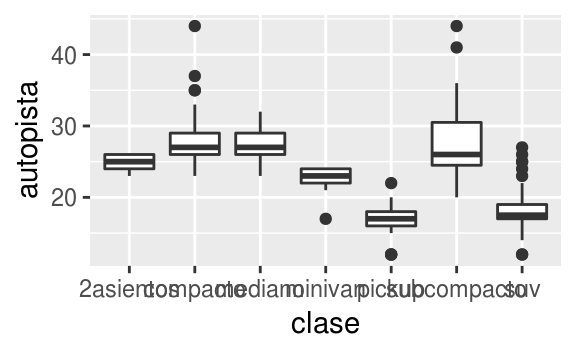 40
30
20
autopista
2asientos compacto mediano minivan pickup subcompacto suv
clase